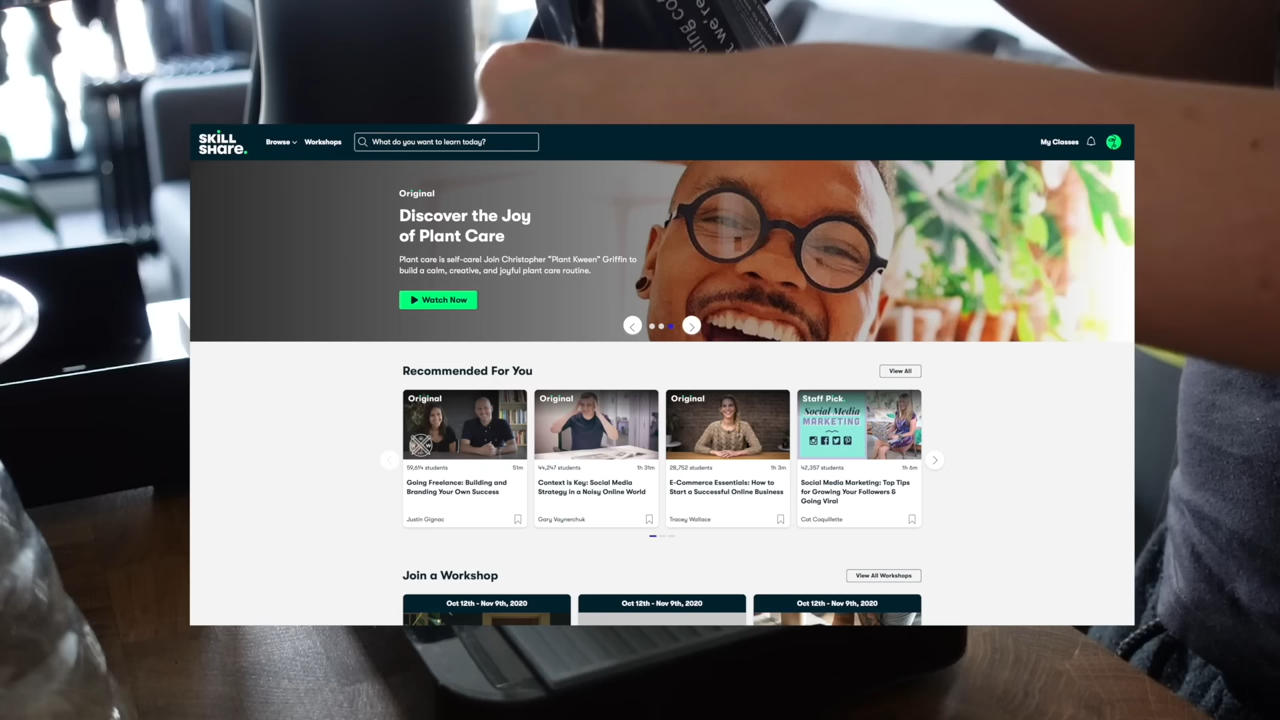 ding co
t we're
SKiLL
SHare.
Browse
Workshops
What do you want to learn today?
My Classes
Original
Discover the Joy
of Plant Care
Plant care is self-care! Join Christopher "Plant Kween" Griffin to
build a calm, creative, and joyful plant care routine.
Watch Now
Recommended For You
View All
Original
59,614 students
51m
Going Freelance: Building and
Branding Your Own Success
Justin Gignac
Original
44,247 students
1h 31m
Context is Key: Social Media
Strategy in a Noisy Online World
Gary Vaynerchuk
Original
28,752 students
1h 3m
E-Commerce Essentials: How to
Start a Successful Online Business
Tracey Wallace
Staff Pick.
Social Media
MARKETING
42,357 students
1h 6m
Social Media Marketing: Top Tips
for Growing Your Followers &
Going Viral
Cat Coquillette
Join a Workshop
View All Workshops
Oct 12th - Nov 9th, 2020
Oct 12th - Nov 9th, 2020
Oct 12th - Nov 9th, 2020